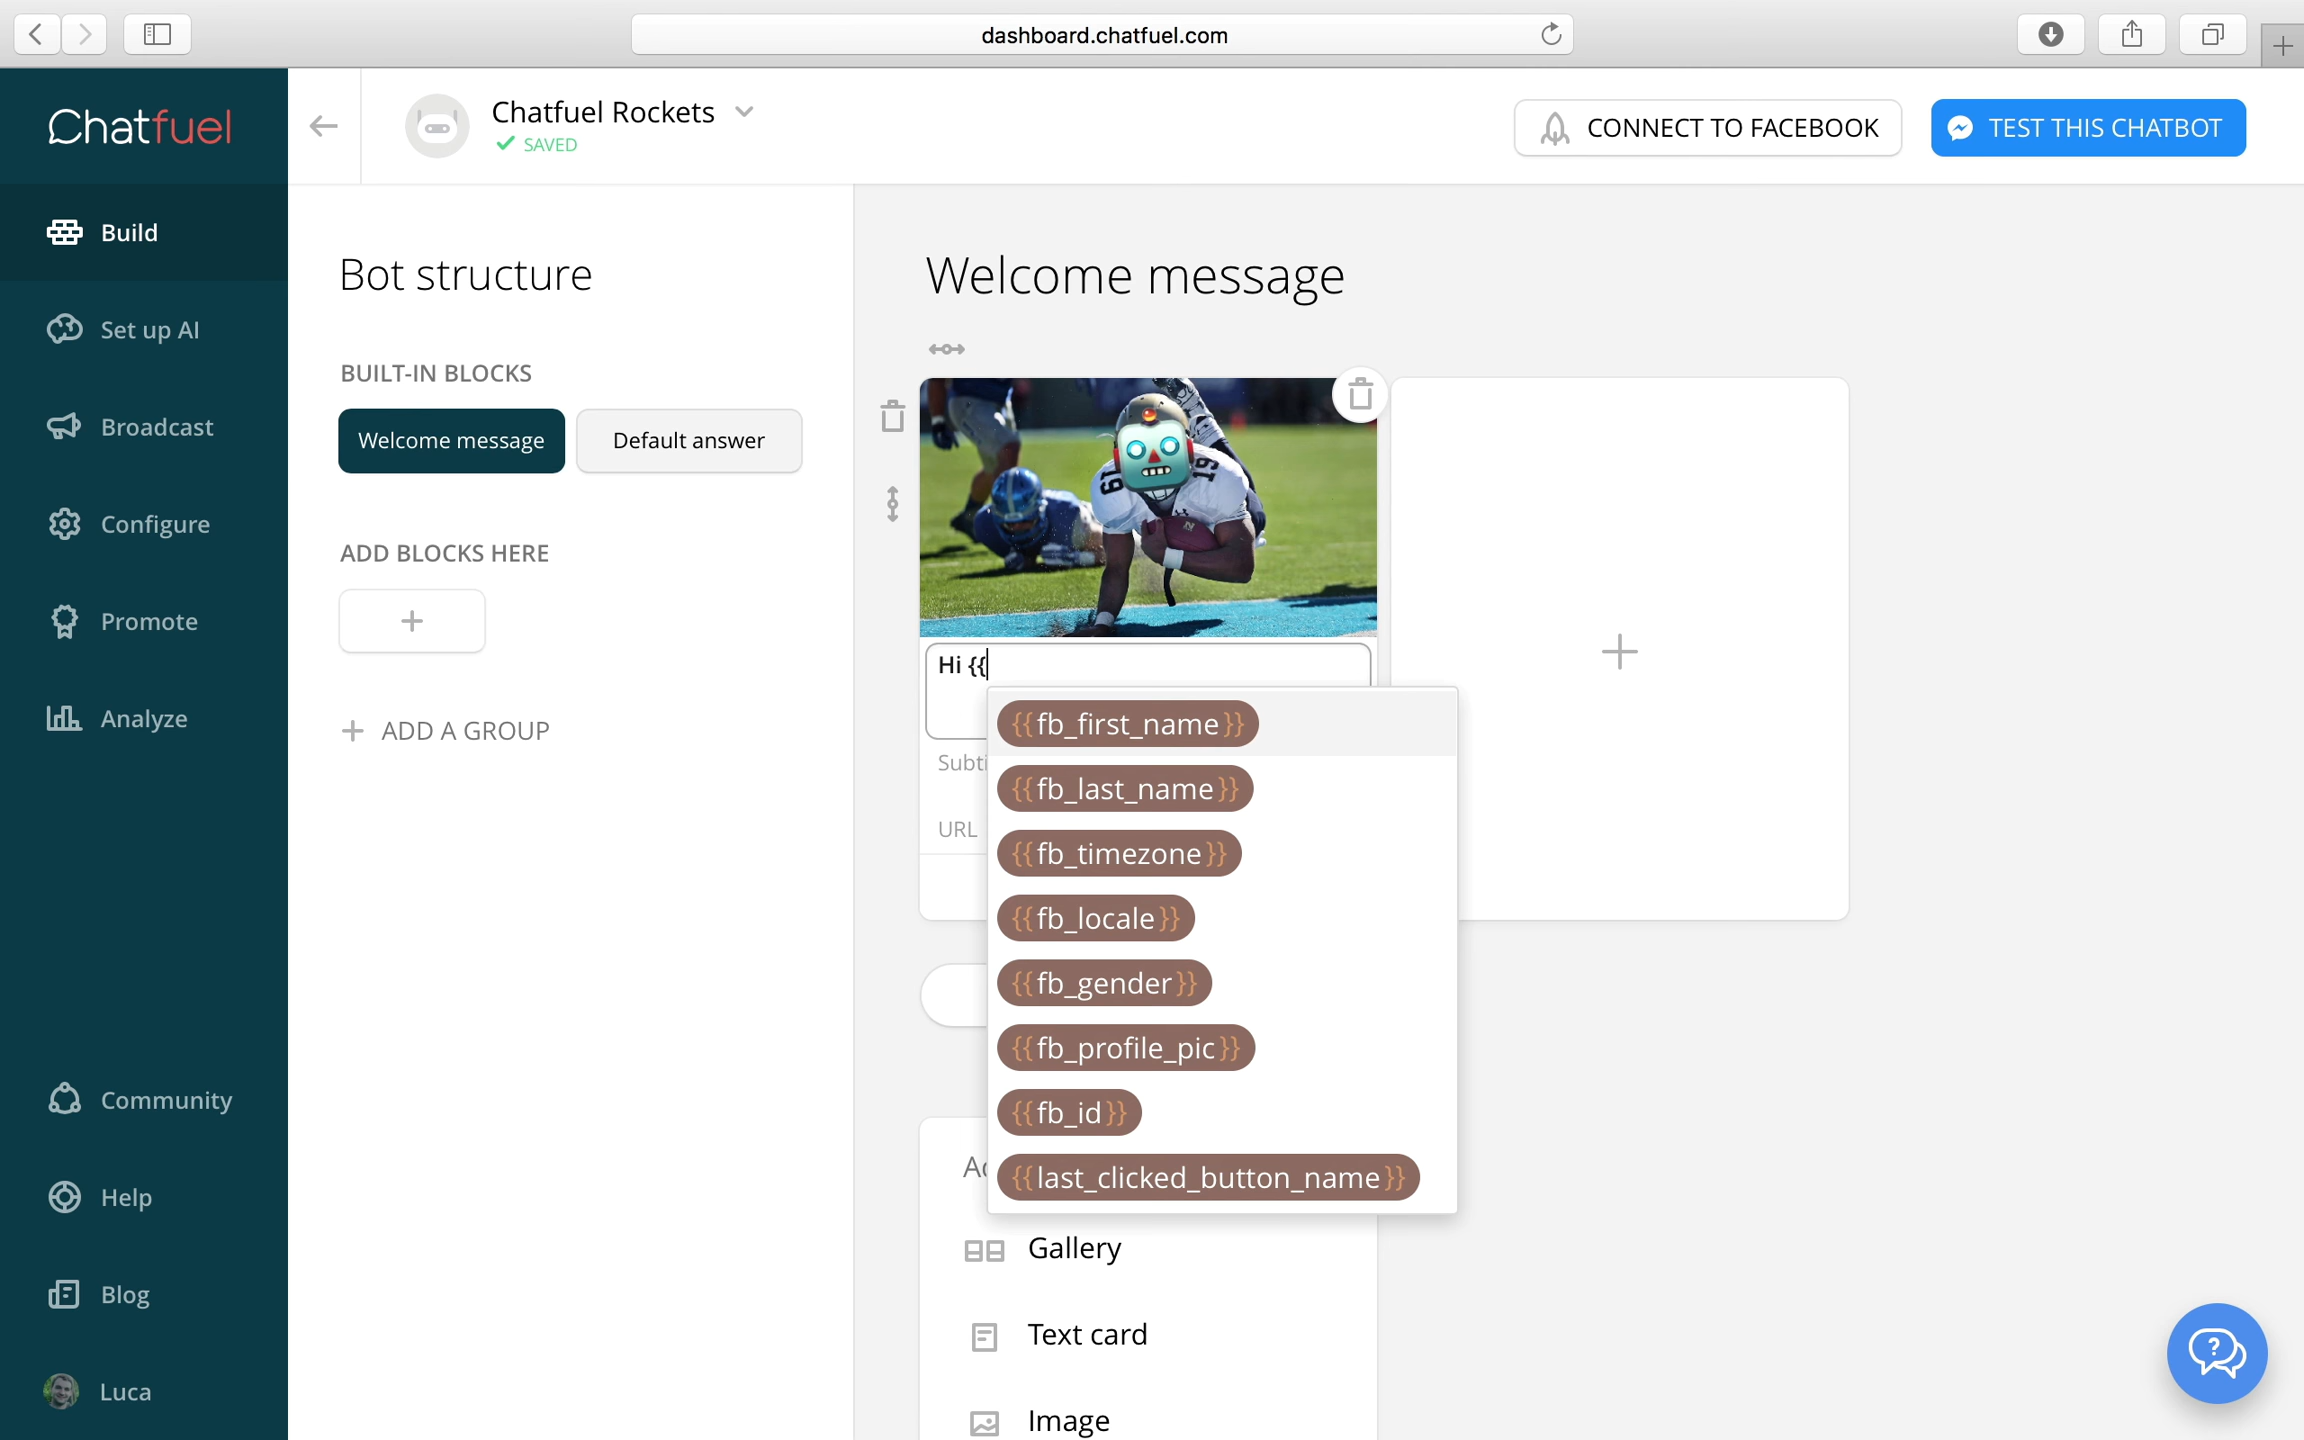 dashboard.chatfuel.com
Chatfuel
Chatfuel Rockets
SAVED
CONNECT TO FACEBOOK
TEST THIS CHATBOT
Build
Set up AI
Broadcast
Configure
Promote
Analyze
Community
Help
Blog
Luca
Bot structure
BUILT-IN BLOCKS
Welcome message
Default answer
ADD BLOCKS HERE
+
+ ADD A GROUP
Welcome message
19
19
Hi {{
Subti
URL
{{fb_first_name}}
{{fb_last_name}}
{{fb_timezone}}
{{fb_locale}}
{{fb_gender}}
{{fb_profile_pic}}
{{fb_id}}
{{last_clicked_button_name}}
+
Gallery
Text card
Image
?